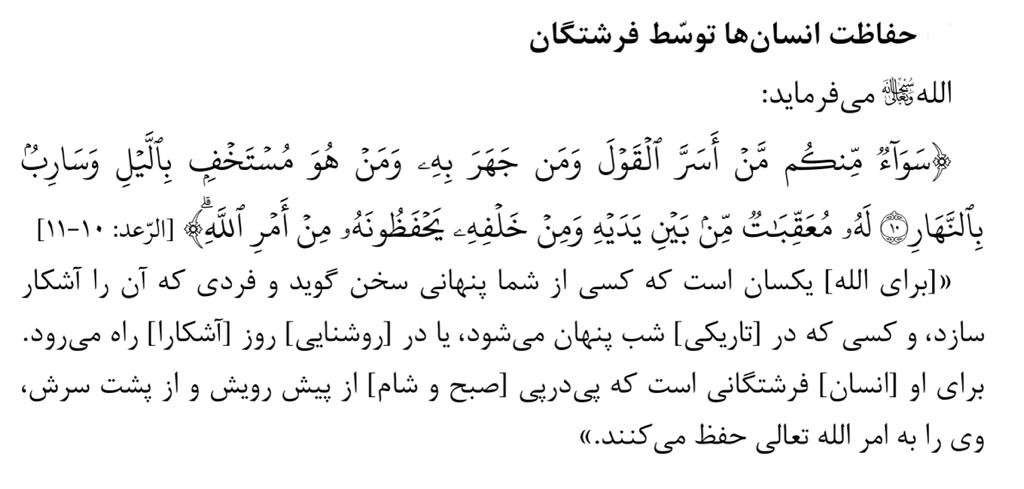 حفاظت انسان‌ها توسّط فرشتگان
الله ﷾ می‌فرماید:
﴿سَوَآءٞ مِّنكُم مَّنۡ أَسَرَّ ٱلۡقَوۡلَ وَمَن جَهَرَ بِهِۦ وَمَنۡ هُوَ مُسۡتَخۡفِۭ بِٱلَّيۡلِ وَسَارِبُۢ
بِٱلنَّهَارِ ١٠ لَهُۥ مُعَقِّبَٰتٞ مِّنۢ بَيۡنِ يَدَيۡهِ وَمِنۡ خَلۡفِهِۦ يَحۡفَظُونَهُۥ مِنۡ أَمۡرِ ٱللَّهِۗ﴾ [الرّعد: ۱۰-۱۱]
«[برای الله] یکسان است که کسی از شما پنهانی سخن گوید و فردی که آن را آشکار
سازد، و کسی که در [تاریکی] شب پنهان می‌شود، یا در [روشنایی] روز [آشکارا] راه می‌رود.
برای او [انسان] فرشتگانی است که پی‌درپی [صبح و شام] از پیش رویش و از پشت سرش،
وی را به امر الله تعالی حفظ می‌کنند.»